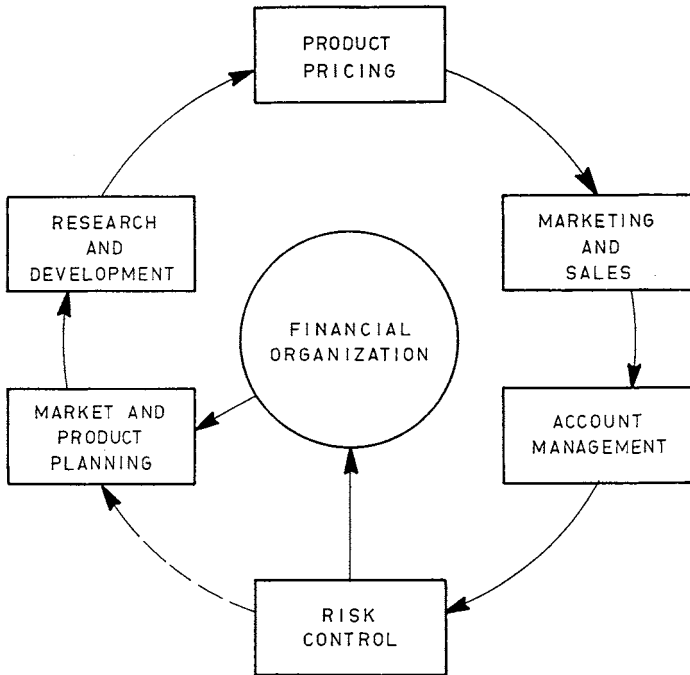 PRODUCT
PRICING
RESEARCH
AND
DEVELOPMENT
MARKETING
AND
SALES
FINANCIAL
ORGANIZATION
MARKET AND
PRODUCT
PLANNING
ACCOUNT
MANAGEMENT
RISK
CONTROL